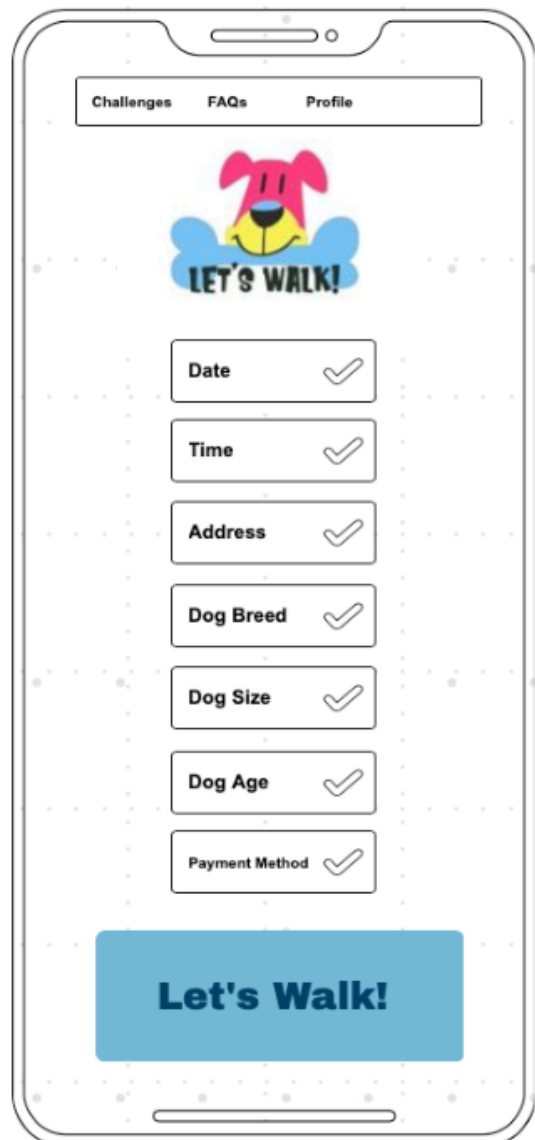 Challenges FAQs Profile
LET'S WALK!
Date
Time
Address
Dog Breed
Dog Size
Dog Age
Payment Method
Let's Walk!